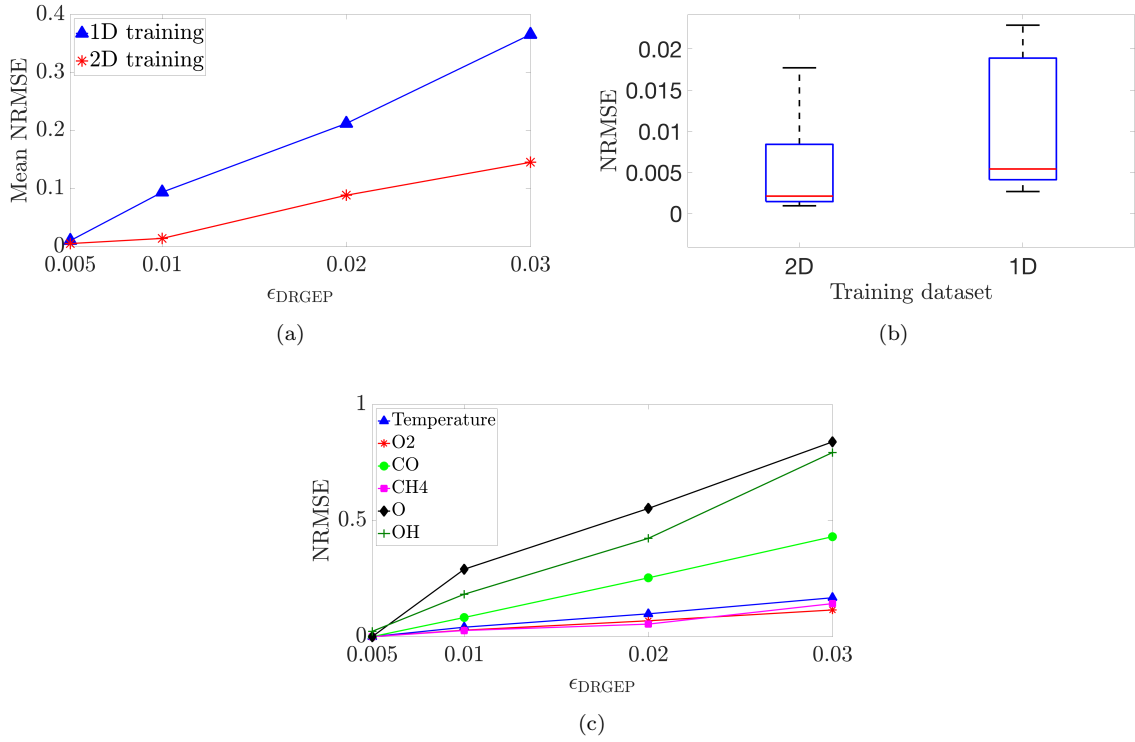 0.4
0.3
0.2
0.1
0
Mean NRMSE
1D training
2D training
0.005 0.01 0.02 0.03
ϵDRGEP
(a)
0.02
0.015
0.01
0.005
0
NRMSE
2D 1D
Training dataset
(b)
1
0.5
0
NRMSE
Temperature
O2
CO
CH4
O
OH
0.005 0.01 0.02 0.03
ϵDRGEP
(c)